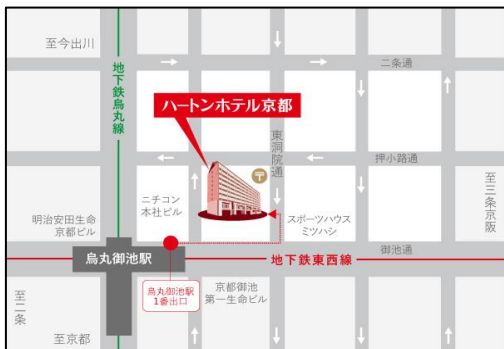 至今出川
二条通
地下鉄烏丸線
ハートンホテル京都
東洞院通
押小路通
〒
至三条京阪
ニチコン
本社ビル
スポーツハウス
ミツハシ
明治安田生命
京都ビル
御池通
烏丸御池駅
地下鉄東西線
烏丸御池駅
1番出口
京都御池
第一生命ビル
至二条
至京都